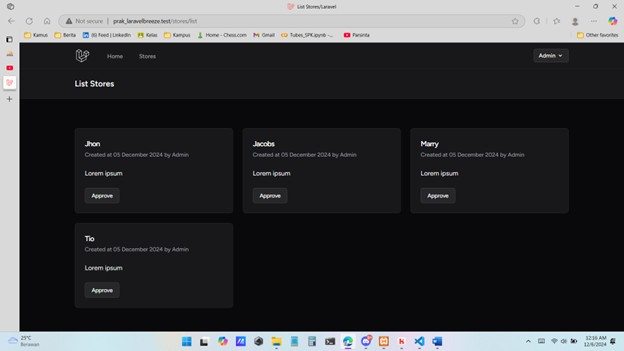 List Stores/Laravel
Not secure
prak_laravelbreeze.test/stores/list
Kamus
Berita
(6) Feed | LinkedIn
Kelas
Kampus
Home - Chess.com
Gmail
Tubes_SPK.ipynb -...
Parsinta
Other favorites
Home
Stores
Admin
List Stores
Jhon
Created at 05 December 2024 by Admin
Lorem ipsum
Approve
Jacobs
Created at 05 December 2024 by Admin
Lorem ipsum
Approve
Marry
Created at 05 December 2024 by Admin
Lorem ipsum
Approve
Tio
Created at 05 December 2024 by Admin
Lorem ipsum
Approve
25°C
Berawan
12:16 AM
12/6/2024